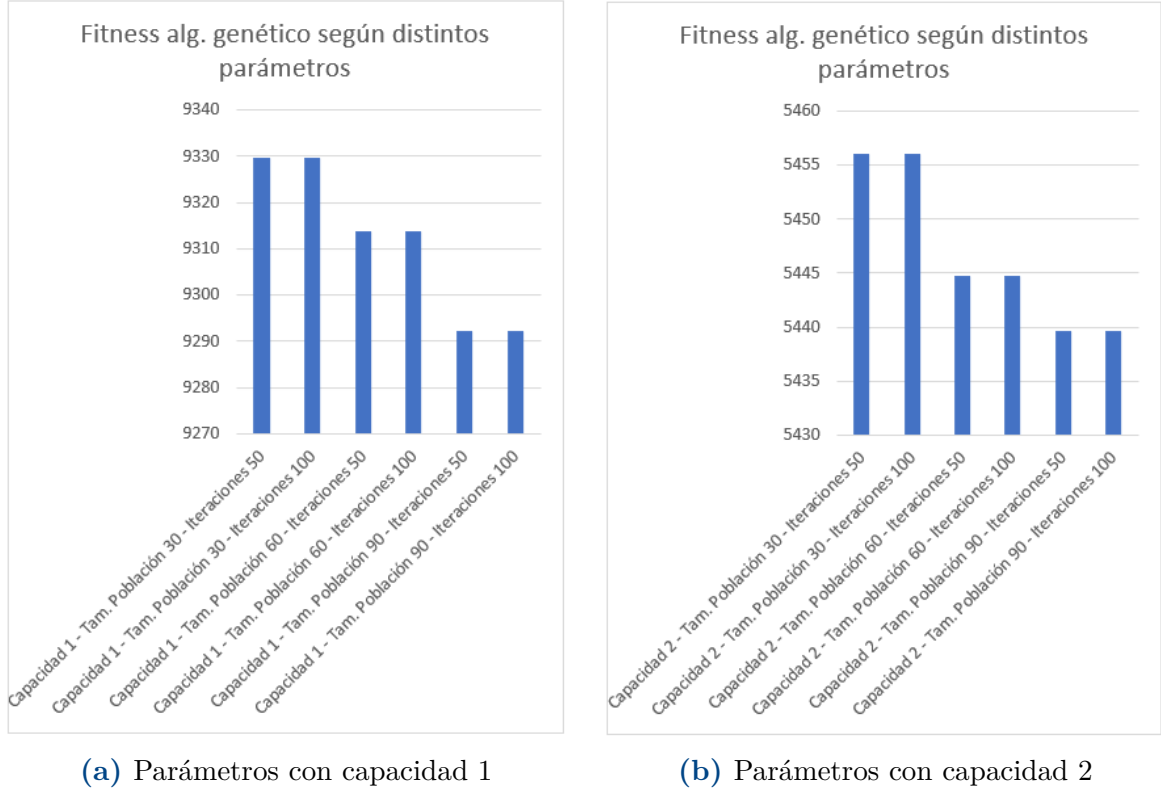 Fitness alg. genético según distintos
parámetros
9340
9330
9320
9310
9300
9290
9280
9270
Capacidad 1 - Tam. Población 30 - Iteraciones 50
Capacidad 1 - Tam. Población 30 - Iteraciones 100
Capacidad 1 - Tam. Población 60 - Iteraciones 50
Capacidad 1 - Tam. Población 60 - Iteraciones 100
Capacidad 1 - Tam. Población 90 - Iteraciones 50
Capacidad 1 - Tam. Población 90 - Iteraciones 100
(a) Parámetros con capacidad 1
Fitness alg. genético según distintos
parámetros
5460
5455
5450
5445
5440
5435
5430
Capacidad 2 - Tam. Población 30 - Iteraciones 50
Capacidad 2 - Tam. Población 30 - Iteraciones 100
Capacidad 2 - Tam. Población 60 - Iteraciones 50
Capacidad 2 - Tam. Población 60 - Iteraciones 100
Capacidad 2 - Tam. Población 90 - Iteraciones 50
Capacidad 2 - Tam. Población 90 - Iteraciones 100
(b) Parámetros con capacidad 2